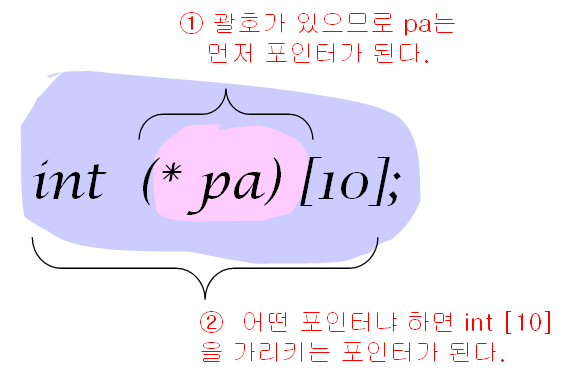 ① 괄호가 있으므로 pa는
먼저 포인터가 된다.
int (* pa) [10];
② 어떤 포인터냐 하면 int [10]
을 가리키는 포인터가 된다.